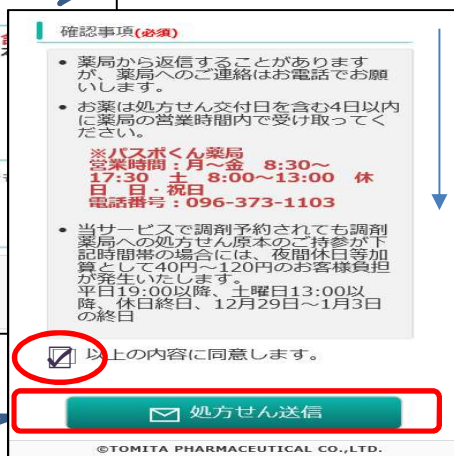 確認事項(必須)
• 薬局から返信することがあります
が、薬局へのご連絡はお電話でお願
いします。
• お薬は処方せん交付日を含む4日以内
に薬局の営業時間内で受け取ってく
ださい。
※パスポくん薬局
営業時間：月～金 8:30～
17:30 土 8:00～13:00 休
日 日・祝日
電話番号：096-373-1103
• 当サービスで調剤予約されても調剤
薬局への処方せん原本のご持参が下
記時間帯の場合には、夜間休日等加
算として40円～120円のお客様負担
が発生いたします。
平日19:00以降、土曜日13:00以
降、休日終日、12月29日～1月3日
の終日
以上の内容に同意します。
処方せん送信
©TOMITA PHARMACEUTICAL CO.,LTD.